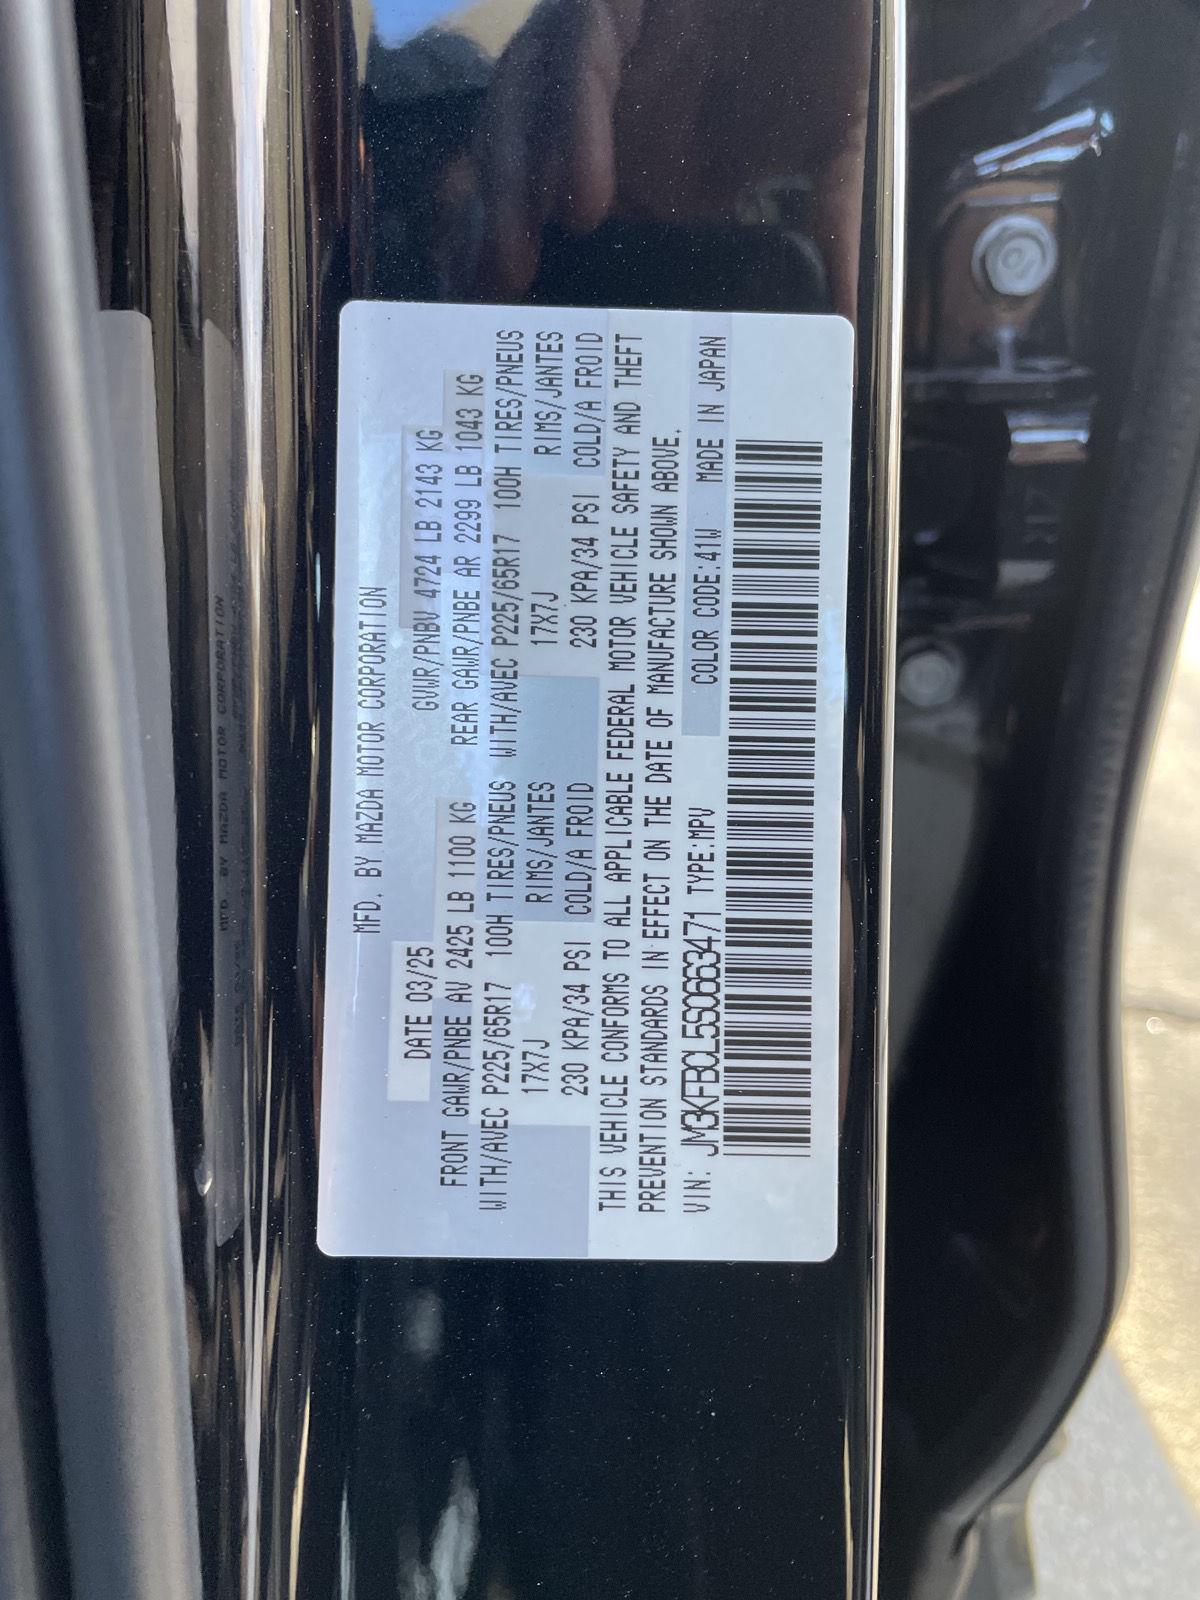 MFD. BY MAZDA MOTOR CORPORATION
DATE 03/25 GVWR/PNBV 4724 LB 2143 KG
FRONT GAWR/PNBE AV 2425 LB 1100 KG REAR GAWR/PNBE AR 2299 LB 1043 KG
WITH/AVEC P225/65R17 100H TIRES/PNEUS WITH/AVEC P225/65R17 100H TIRES/PNEUS
17X7J RIMS/JANTES 17X7J RIMS/JANTES
230 KPA/34 PSI COLD/A FROID 230 KPA/34 PSI COLD/A FROID
THIS VEHICLE CONFORMS TO ALL APPLICABLE FEDERAL MOTOR VEHICLE SAFETY AND THEFT
PREVENTION STANDARDS IN EFFECT ON THE DATE OF MANUFACTURE SHOWN ABOVE.
VIN: JM3KFBCL5S0663471 TYPE:MPV COLOR CODE:41W MADE IN JAPAN
MFD. BY MAZDA MOTOR CORPORATION